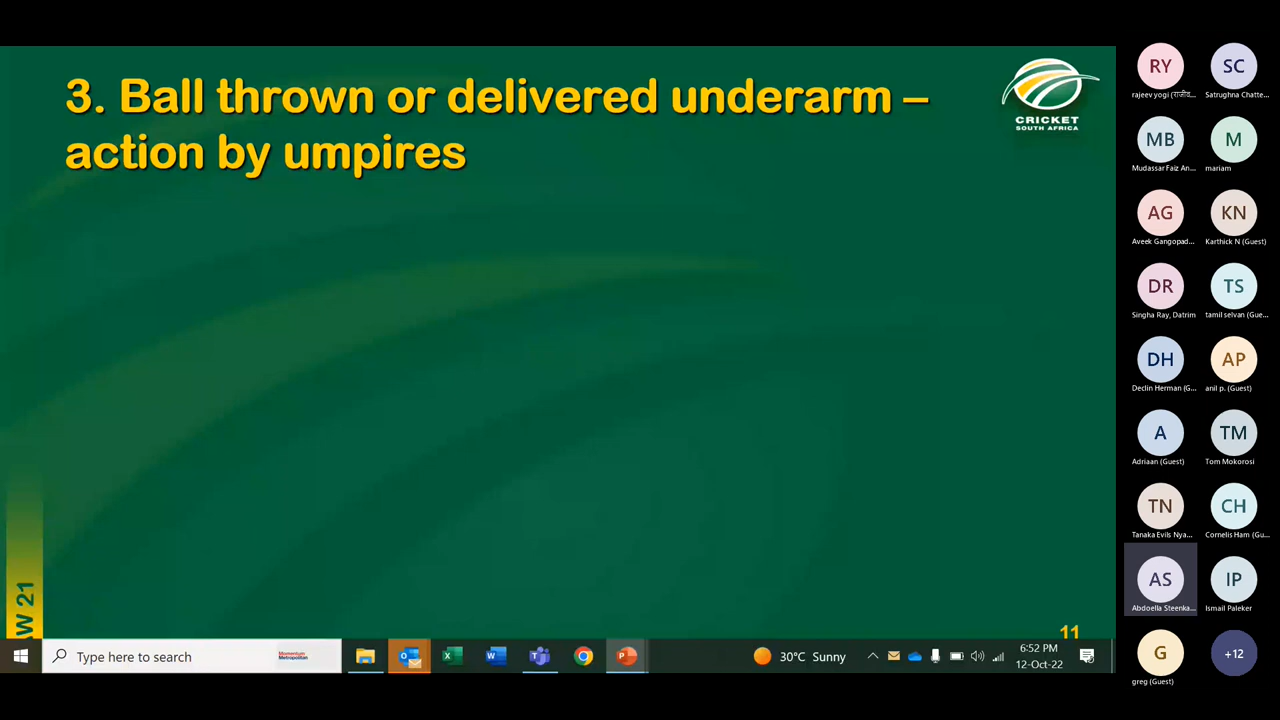 3. Ball thrown or delivered underarm –
action by umpires
CRICKET
SOUTH AFRICA
W 21
11
Type here to search
Momentum
Metropolitan
30°C Sunny
6:52 PM
12-Oct-22
RY
rajeev yogi (राजीव...
SC
Satrughna Chatte...
MB
Mudassar Faiz An...
M
mariam
AG
Aveek Gangopad...
KN
Karthick N (Guest)
DR
Singha Ray, Datrim
TS
tamil selvan (Gue...
DH
Declin Herman (G...
AP
anil p. (Guest)
A
Adriaan (Guest)
TM
Tom Mokorosi
TN
Tanaka Evils Nya...
CH
Cornelis Ham (Gu...
AS
Abdoella Steenka...
IP
Ismail Paleker
G
greg (Guest)
+12